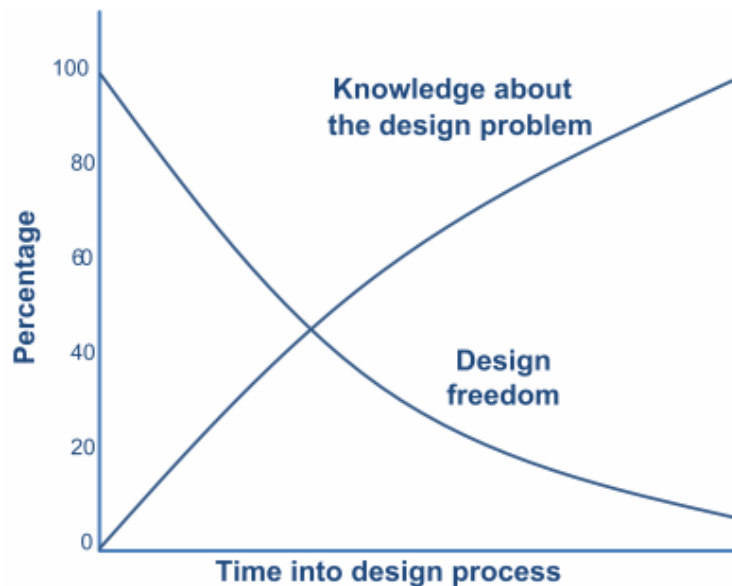 100
Knowledge about
the design problem
80
60
Percentage
40
Design
freedom
20
0
Time into design process